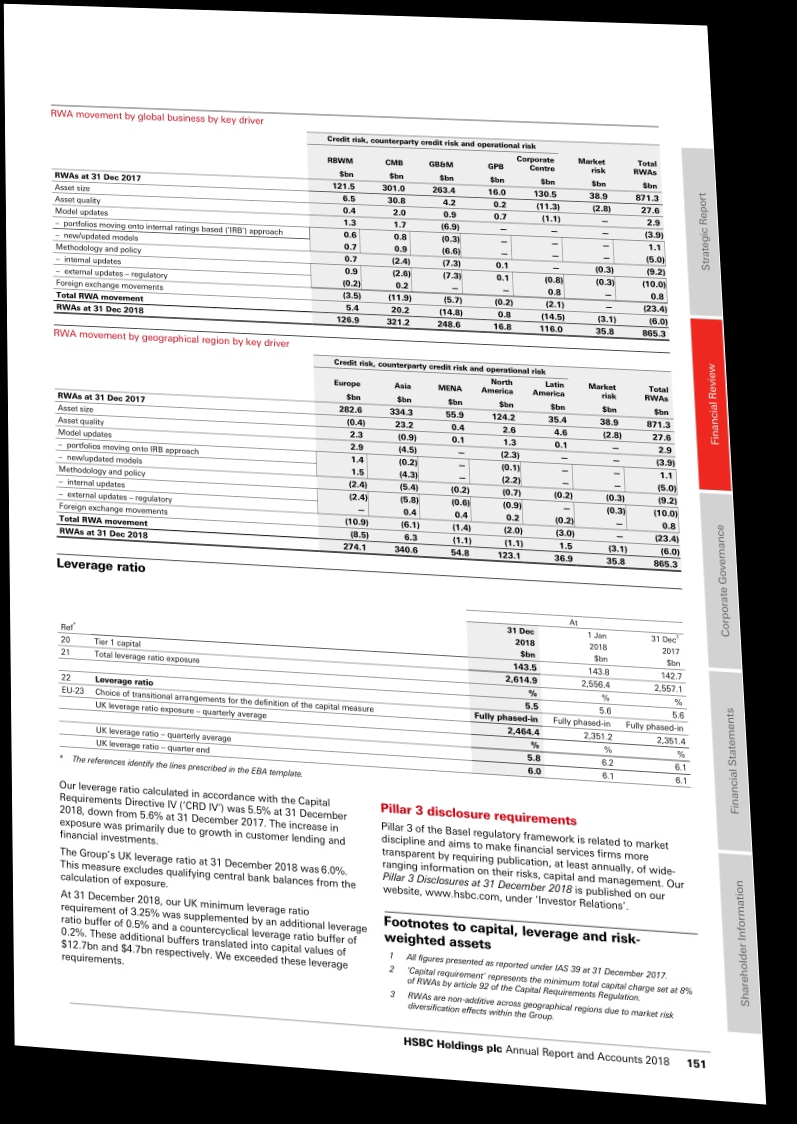 RWA movement by global business by key driver
Credit risk, counterparty credit risk and operational risk
RBWM CMB GB&M GPB Corporate Centre Market risk Total RWAs
$bn $bn $bn $bn $bn $bn $bn
RWAs at 31 Dec 2017 121.5 301.0 263.4 16.0 130.5 38.9 871.3
Asset size 6.5 30.8 4.2 0.2 (11.3) (2.8) 27.6
Asset quality 0.4 2.0 0.9 0.7 (1.1) – 2.9
Model updates 1.3 1.7 (6.9) – – – (3.9)
– portfolios moving onto internal ratings based ('IRB') approach 0.6 0.8 (0.3) – – – 1.1
– new/updated models 0.7 0.9 (6.6) – – – (5.0)
Methodology and policy 0.7 (2.4) (7.3) 0.1 – (0.3) (9.2)
– internal updates 0.9 (2.6) (7.3) 0.1 (0.8) (0.3) (10.0)
– external updates – regulatory (0.2) 0.2 – – 0.8 – 0.8
Foreign exchange movements (3.5) (11.9) (5.7) (0.2) (2.1) – (23.4)
Total RWA movement 5.4 20.2 (14.8) 0.8 (14.5) (3.1) (6.0)
RWAs at 31 Dec 2018 126.9 321.2 248.6 16.8 116.0 35.8 865.3
RWA movement by geographical region by key driver
Credit risk, counterparty credit risk and operational risk
Europe Asia MENA North America Latin America Market risk Total RWAs
$bn $bn $bn $bn $bn $bn $bn
RWAs at 31 Dec 2017 282.6 334.3 55.9 124.2 35.4 38.9 871.3
Asset size (0.4) 23.2 0.4 2.6 4.6 (2.8) 27.6
Asset quality 2.3 (0.9) 0.1 1.3 0.1 – 2.9
Model updates 2.9 (4.5) – (2.3) – – (3.9)
– portfolios moving onto IRB approach 1.4 (0.2) – (0.1) – – 1.1
– new/updated models 1.5 (4.3) – (2.2) – – (5.0)
Methodology and policy (2.4) (5.4) (0.2) (0.7) (0.2) (0.3) (9.2)
– internal updates (2.4) (5.8) (0.6) (0.9) – (0.3) (10.0)
– external updates – regulatory – 0.4 0.4 0.2 (0.2) – 0.8
Foreign exchange movements (10.9) (6.1) (1.4) (2.0) (3.0) – (23.4)
Total RWA movement (8.5) 6.3 (1.1) (1.1) 1.5 (3.1) (6.0)
RWAs at 31 Dec 2018 274.1 340.6 54.8 123.1 36.9 35.8 865.3
Leverage ratio
At
31 Dec 1 Jan 31 Dec1
2018 2018 2017
Ref* $bn $bn $bn
20 Tier 1 capital 143.5 143.8 142.7
21 Total leverage ratio exposure 2,614.9 2,556.4 2,557.1
% % %
22 Leverage ratio 5.5 5.6 5.6
EU-23 Choice of transitional arrangements for the definition of the capital measure Fully phased-in Fully phased-in Fully phased-in
UK leverage ratio exposure – quarterly average 2,464.4 2,351.2 2,351.4
% % %
UK leverage ratio – quarterly average 5.8 6.2 6.1
UK leverage ratio – quarter end 6.0 6.1 6.1
* The references identify the lines prescribed in the EBA template.
Our leverage ratio calculated in accordance with the Capital
Requirements Directive IV ('CRD IV') was 5.5% at 31 December
2018, down from 5.6% at 31 December 2017. The increase in
exposure was primarily due to growth in customer lending and
financial investments.
The Group's UK leverage ratio at 31 December 2018 was 6.0%.
This measure excludes qualifying central bank balances from the
calculation of exposure.
At 31 December 2018, our UK minimum leverage ratio
requirement of 3.25% was supplemented by an additional leverage
ratio buffer of 0.5% and a countercyclical leverage ratio buffer of
0.2%. These additional buffers translated into capital values of
$12.7bn and $4.7bn respectively. We exceeded these leverage
requirements.
Pillar 3 disclosure requirements
Pillar 3 of the Basel regulatory framework is related to market
discipline and aims to make financial services firms more
transparent by requiring publication, at least annually, of wide-
ranging information on their risks, capital and management. Our
Pillar 3 Disclosures at 31 December 2018 is published on our
website, www.hsbc.com, under 'Investor Relations'.
Footnotes to capital, leverage and risk-
weighted assets
1 All figures presented as reported under IAS 39 at 31 December 2017.
2 'Capital requirement' represents the minimum total capital charge set at 8%
of RWAs by article 92 of the Capital Requirements Regulation.
3 RWAs are non-additive across geographical regions due to market risk
diversification effects within the Group.
HSBC Holdings plc Annual Report and Accounts 2018 151
Strategic Report
Financial Review
Corporate Governance
Financial Statements
Shareholder Information